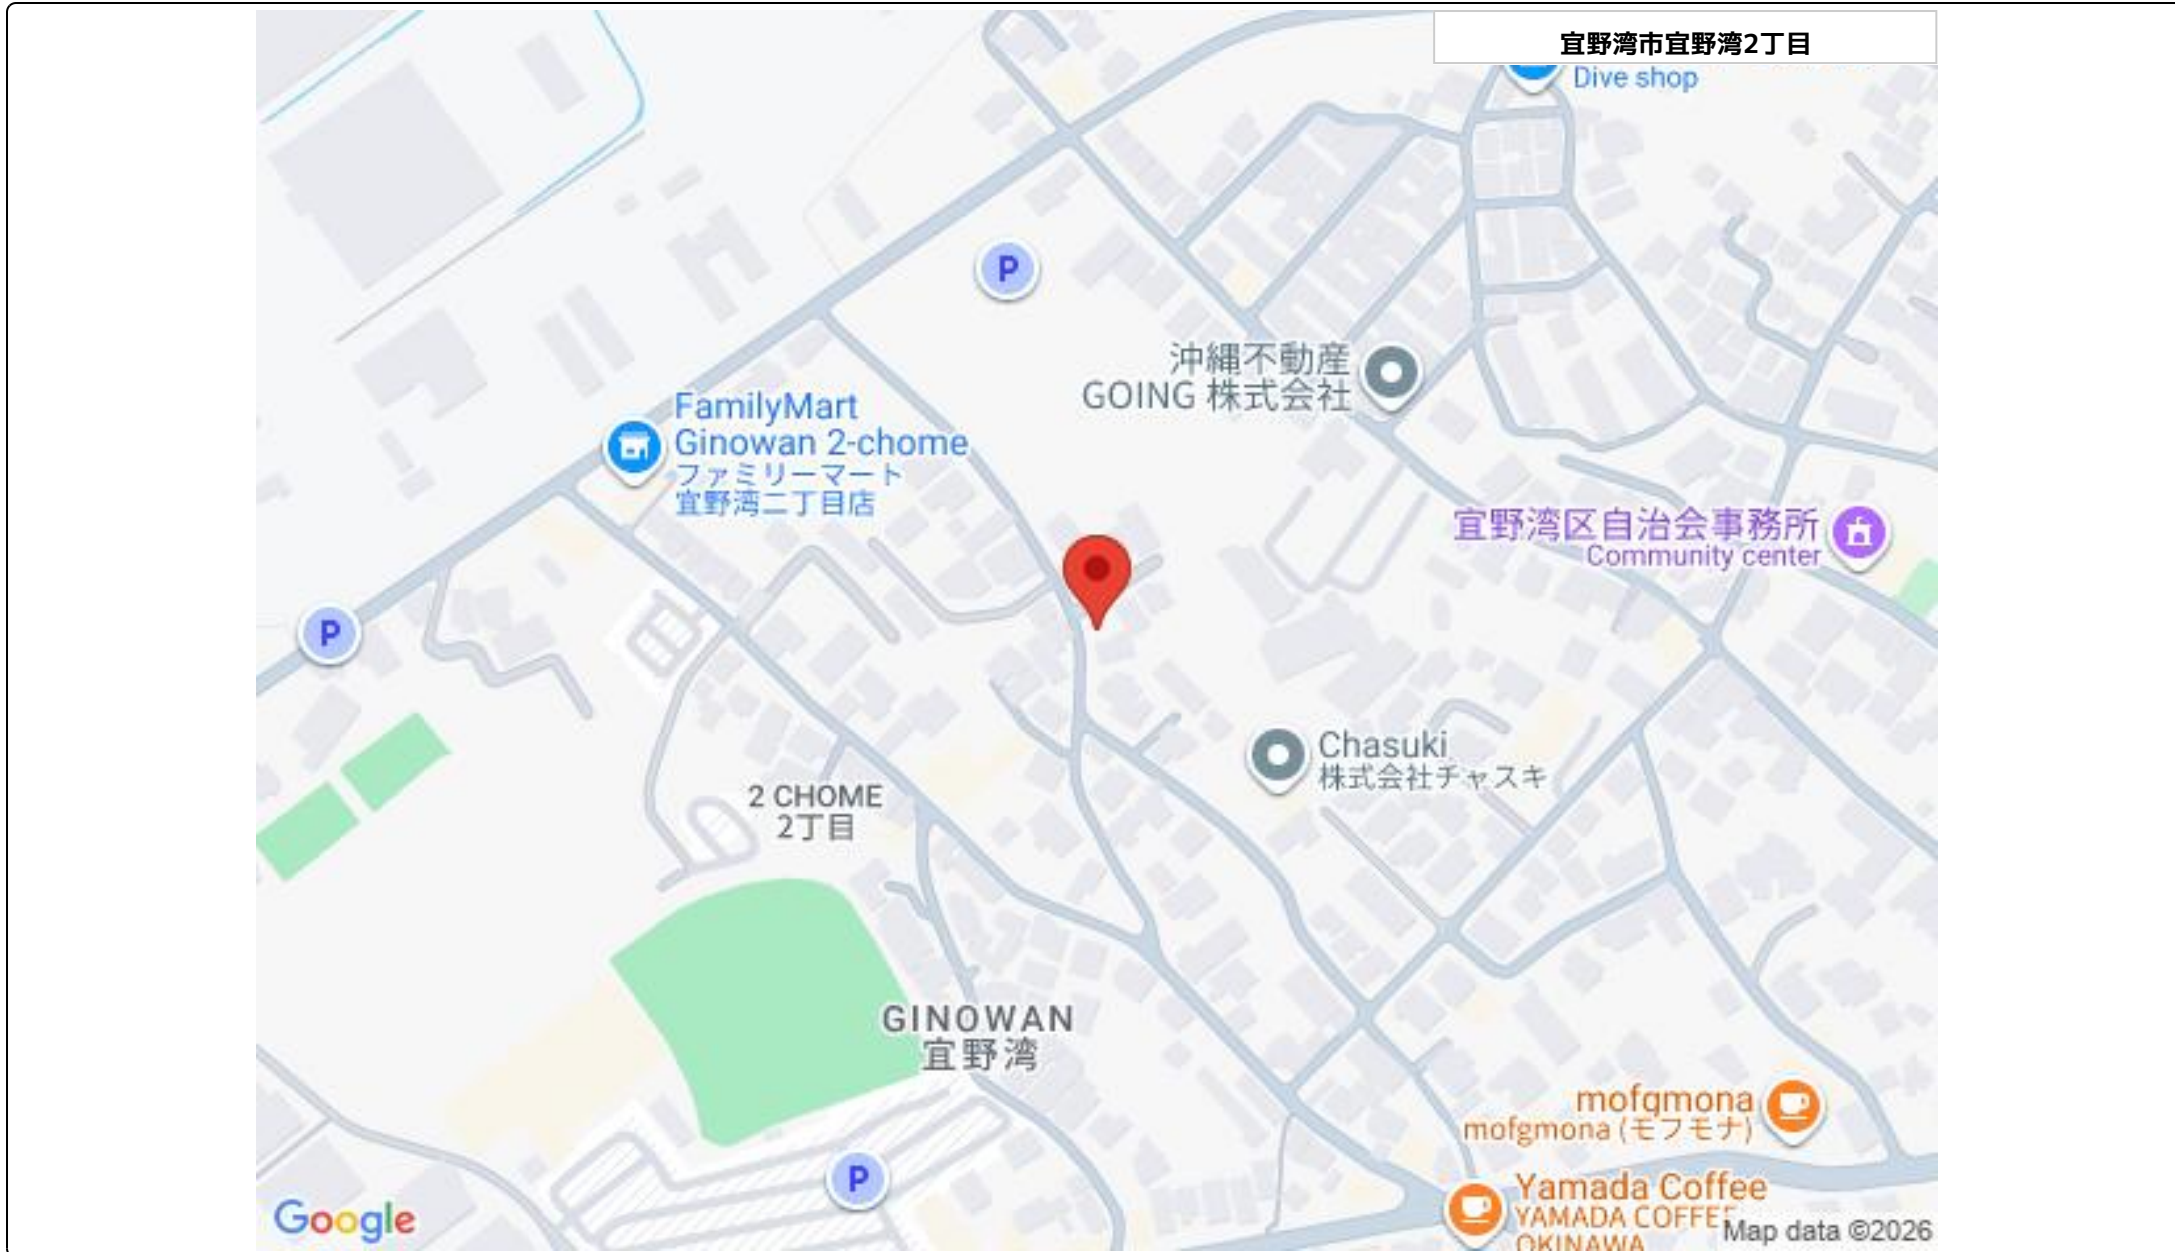 宜野湾市宜野湾2丁目
Dive shop
P
沖縄不動産
GOING 株式会社
FamilyMart
Ginowan 2-chome
ファミリーマート
宜野湾二丁目店
宜野湾区自治会事務所
Community center
P
Chasuki
株式会社チャスキ
2 CHOME
2丁目
GINOWAN
宜野湾
mofgmona
mofgmona (モフモナ)
P
Yamada Coffee
YAMADA COFFEE
OKINAWA
Google
Map data ©2026